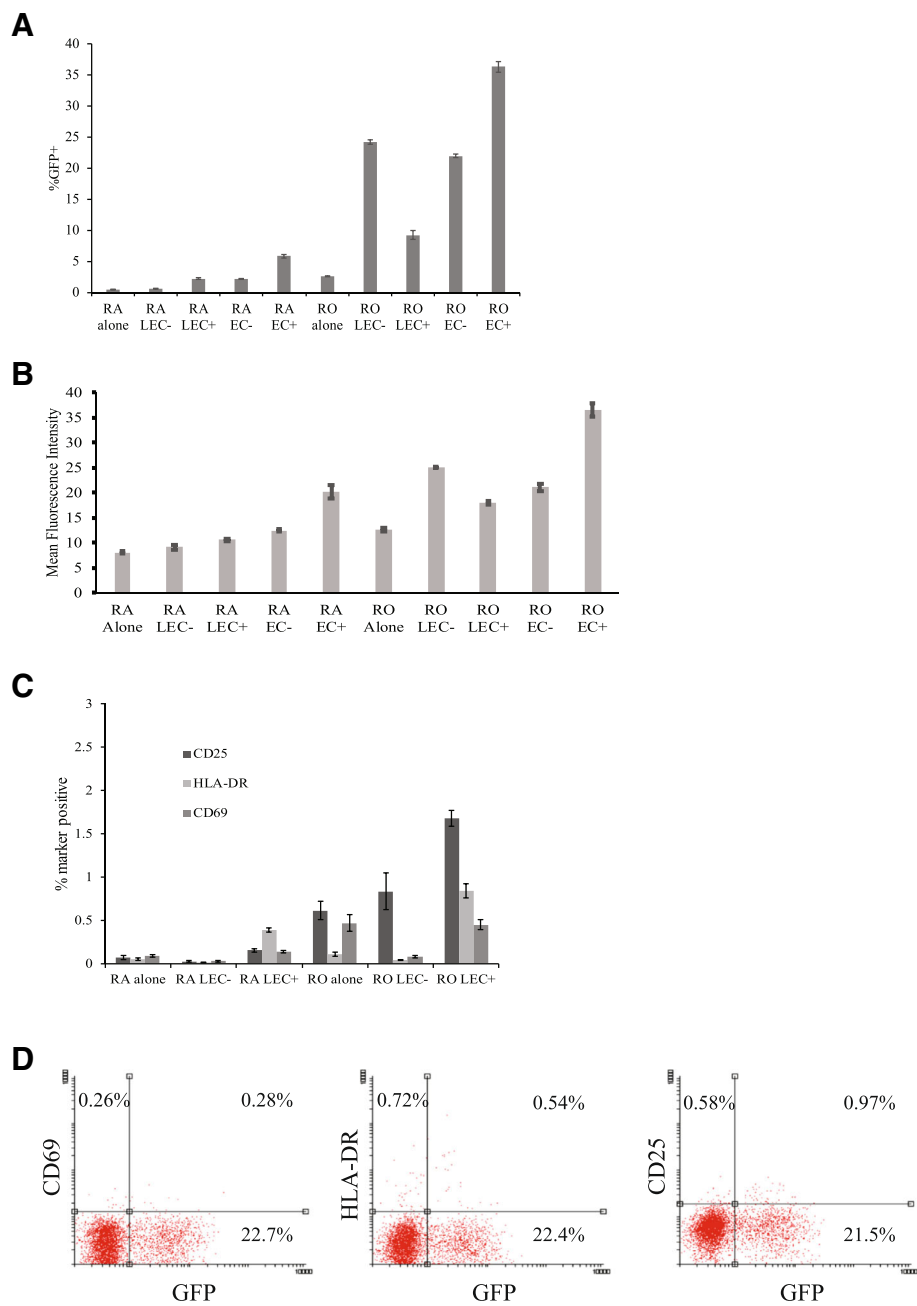 A
40
35
30
25
20
15
10
5
0
%GFP+
RA alone
RA LEC-
RA LEC+
RA EC-
RA EC+
RO alone
RO LEC-
RO LEC+
RO EC-
RO EC+
B
40
35
30
25
20
15
10
5
0
Mean Fluorescence Intensity
RA Alone
RA LEC-
RA LEC+
RA EC-
RA EC+
RO Alone
RO LEC-
RO LEC+
RO EC-
RO EC+
C
3
2.5
2
1.5
1
0.5
0
% marker positive
CD25
HLA-DR
CD69
RA alone
RA LEC-
RA LEC+
RO alone
RO LEC-
RO LEC+
D
CD69
0.26%
0.28%
22.7%
GFP
HLA-DR
0.72%
0.54%
22.4%
GFP
CD25
0.58%
0.97%
21.5%
GFP